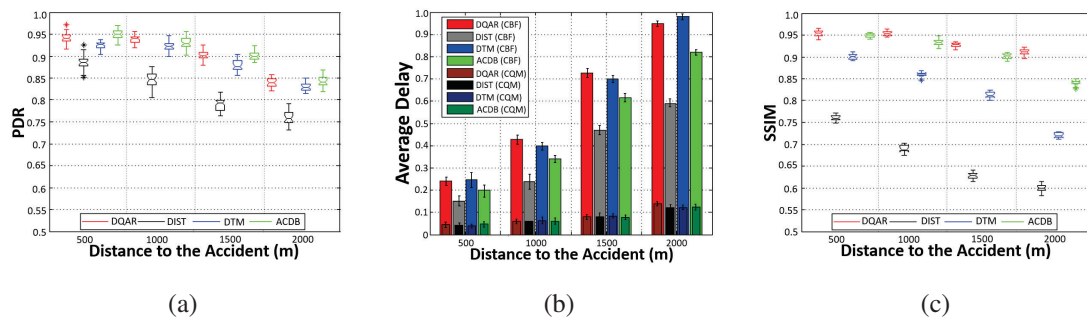 1.0
0.95
0.9
0.85
0.8
0.75
0.7
0.65
0.6
0.55
0.5
PDR
DQAR DIST DTM ACDB
500 1000 1500 2000
Distance to the Accident (m)
(a)
1.0
0.9
0.8
0.7
0.6
0.5
0.4
0.3
0.2
0.1
0
Average Delay
DQAR (CBF)
DIST (CBF)
DTM (CBF)
ACDB (CBF)
DQAR (CQM)
DIST (CQM)
DTM (CQM)
ACDB (CQM)
500 1000 1500 2000
Distance to the Accident (m)
(b)
1.0
0.95
0.9
0.85
0.8
0.75
0.7
0.65
0.6
0.55
0.5
SSIM
DQAR DIST DTM ACDB
500 1000 1500 2000
Distance to the Accident (m)
(c)